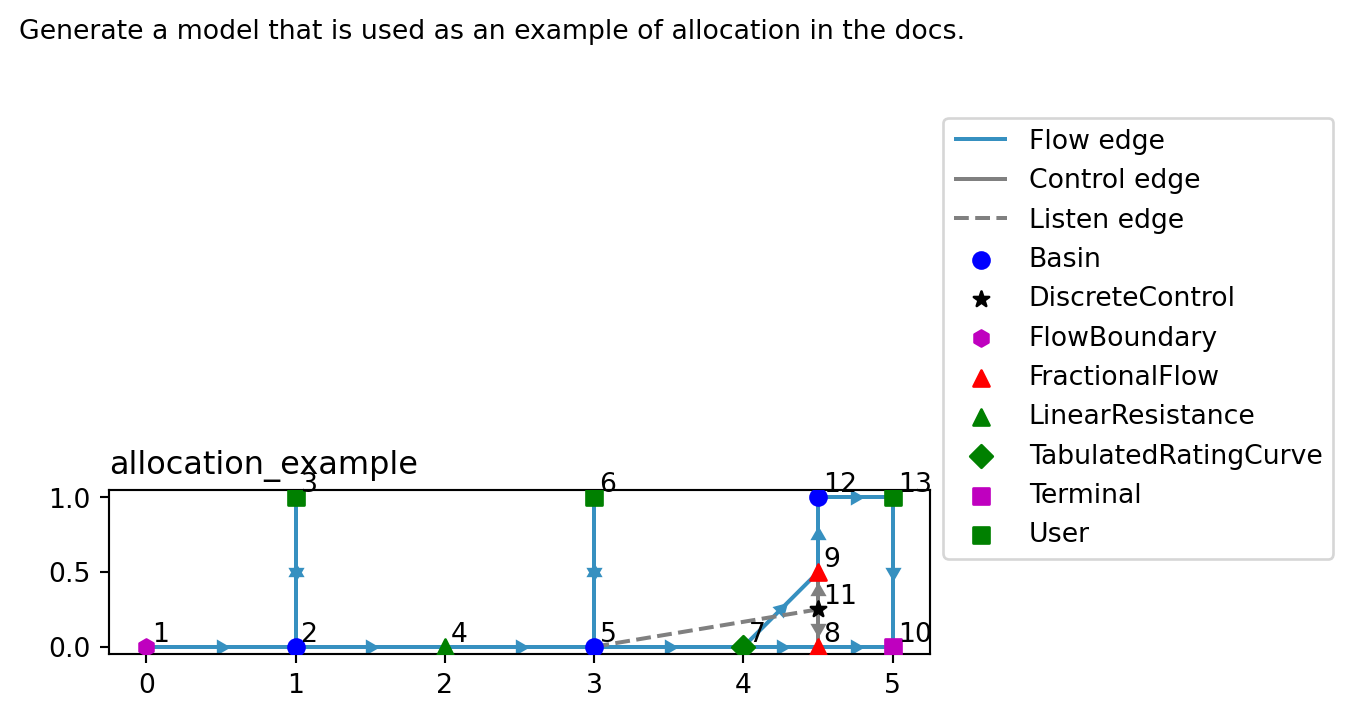 Generate a model that is used as an example of allocation in the docs.
Flow edge
Control edge
Listen edge
Basin
DiscreteControl
FlowBoundary
FractionalFlow
LinearResistance
TabulatedRatingCurve
Terminal
User
allocation_example
3
6
12
13
1.0
9
0.5
11
1
2
4
5
7
8
10
0.0
0
1
2
3
4
5